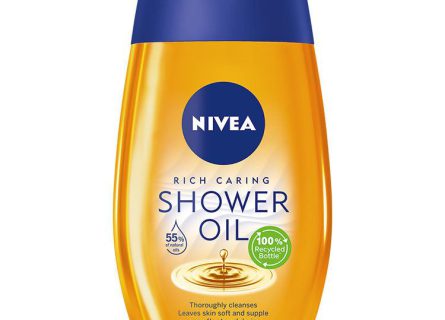 NIVEA
RICH CARING
SHOWER
OIL
55%
of natural
oils
100%
Recycled
Bottle
Thoroughly cleanses
Leaves skin soft and supple